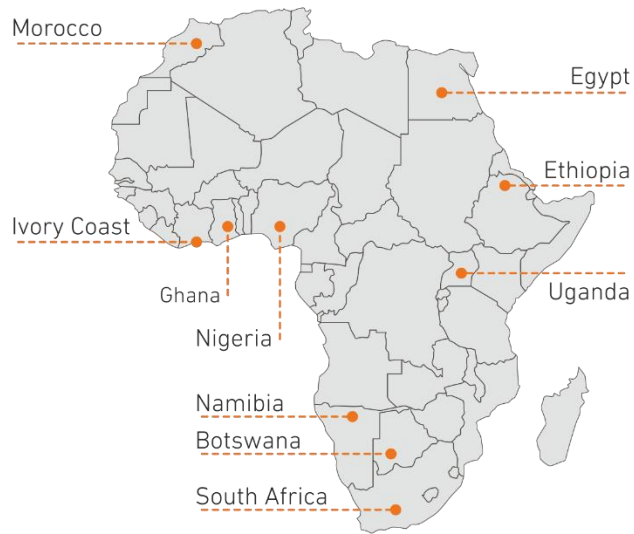 Morocco
Egypt
Ethiopia
Ivory Coast
Uganda
Ghana
Nigeria
Namibia
Botswana
South Africa